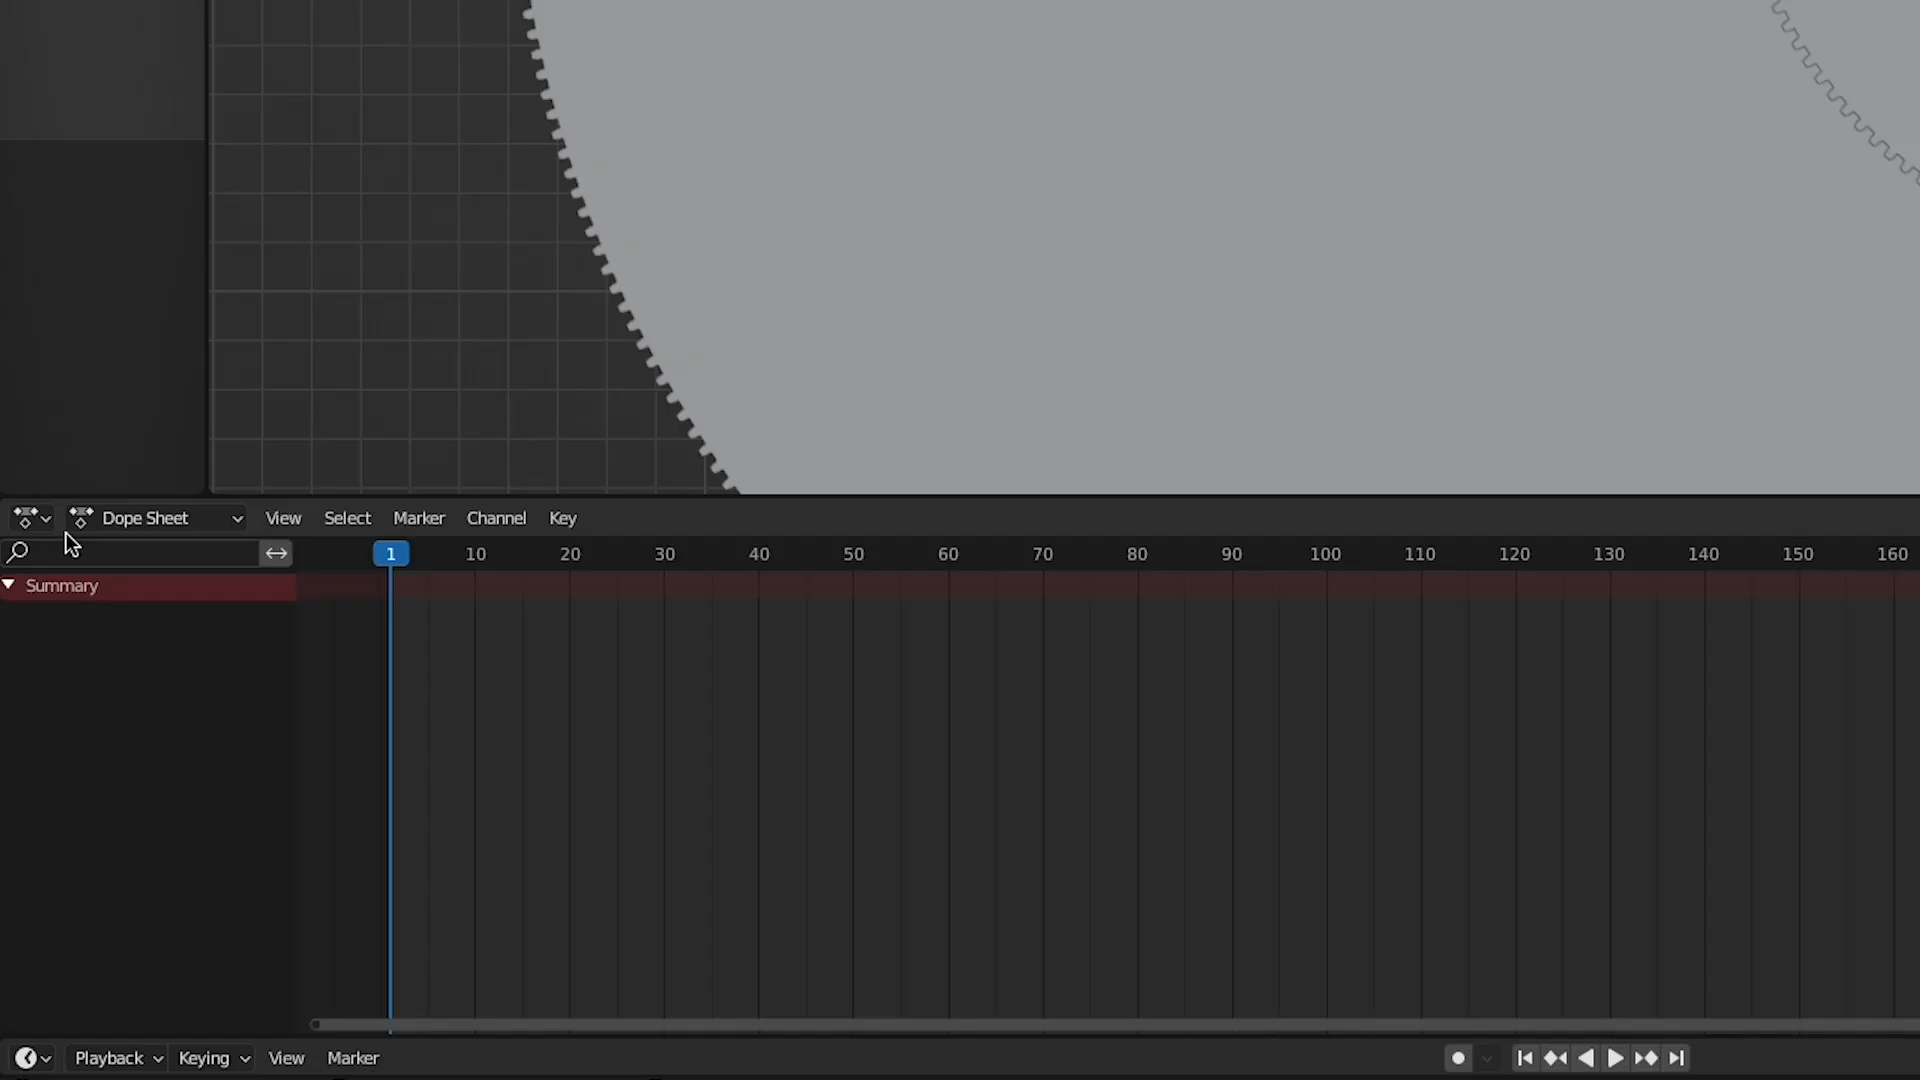 Dope Sheet View Select Marker Channel Key
1 10 20 30 40 50 60 70 80 90 100 110 120 130 140 150 160
Summary
Playback Keying View Marker